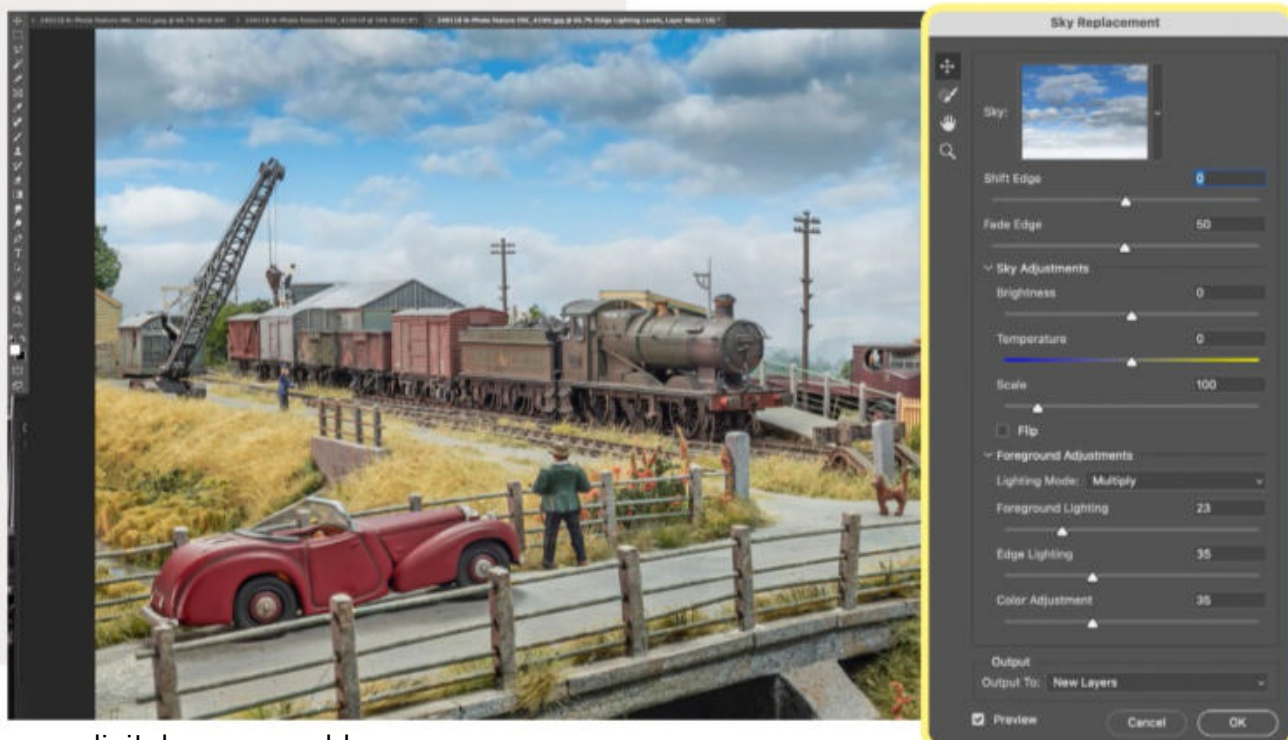 Sky Replacement
Sky:
Shift Edge 0
Fade Edge 50
Sky Adjustments
Brightness 0
Temperature 0
Scale 100
Flip
Foreground Adjustments
Lighting Mode: Multiply
Foreground Lighting 23
Edge Lighting 35
Color Adjustment 35
Output
Output To: New Layers
Preview Cancel OK